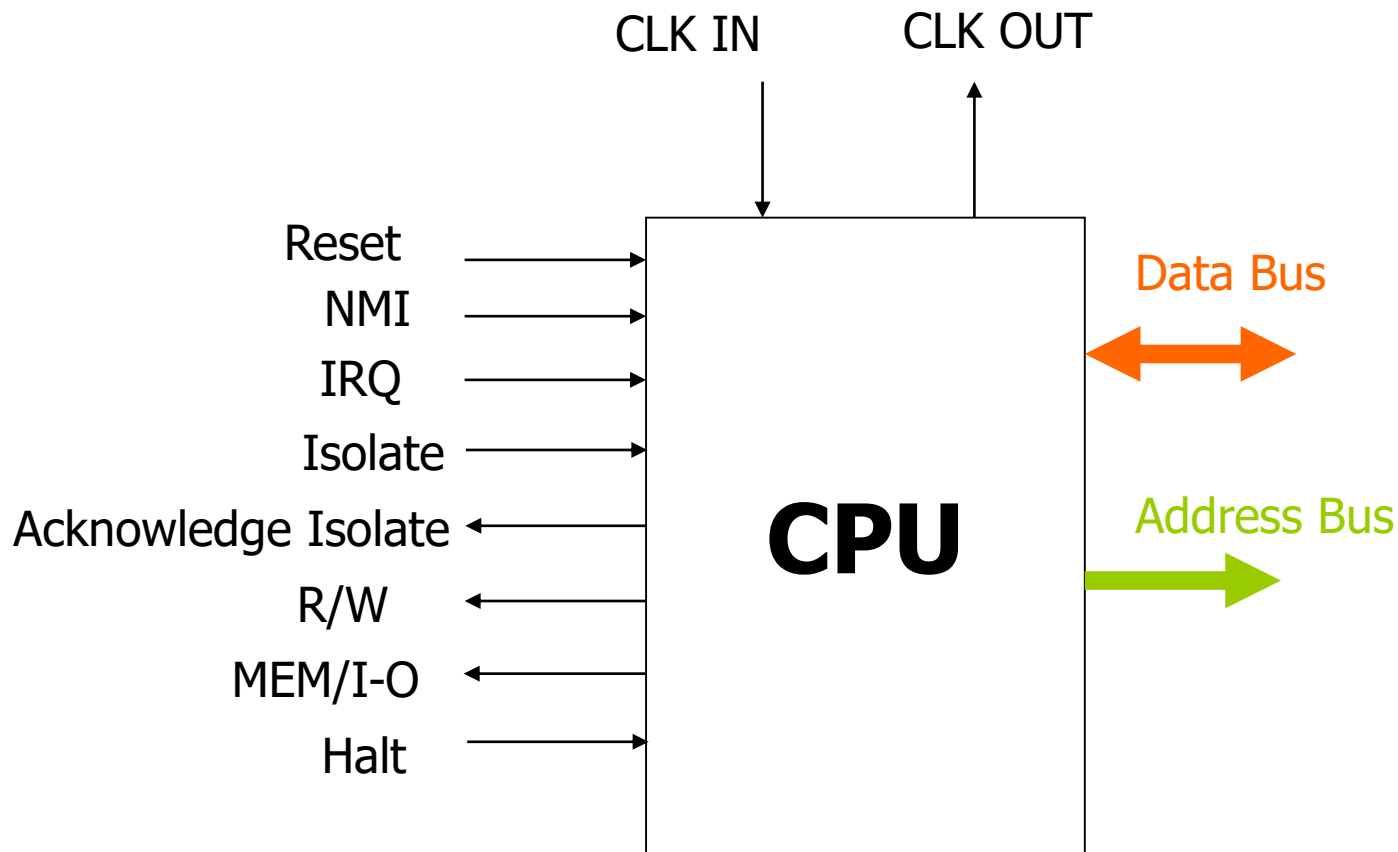 CLK IN
CLK OUT
Reset
NMI
IRQ
Isolate
Acknowledge Isolate
R/W
MEM/I-O
Halt
CPU
Data Bus
Address Bus